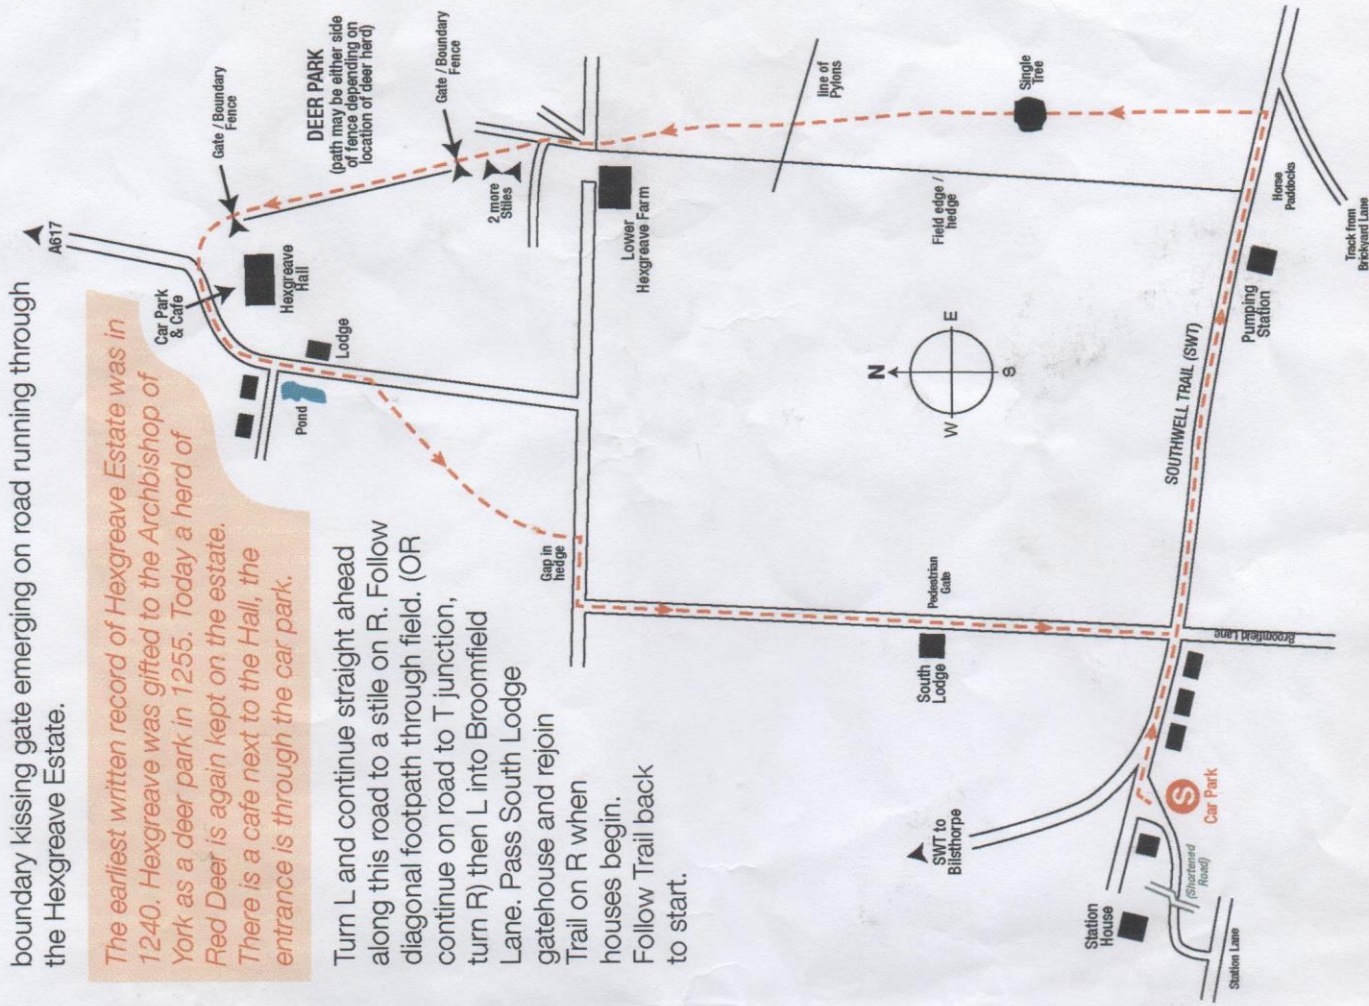 boundary kissing gate emerging on road running through
the Hexgreave Estate.
The earliest written record of Hexgreave Estate was in
1240. Hexgreave was gifted to the Archbishop of
York as a deer park in 1255. Today a herd of
Red Deer is again kept on the estate.
There is a cafe next to the Hall, the
entrance is through the car park.
Turn L and continue straight ahead
along this road to a stile on R. Follow
diagonal footpath through field. (OR
continue on road to T junction,
turn R) then L into Broomfield
Lane. Pass South Lodge
gatehouse and rejoin
Trail on R when
houses begin.
Follow Trail back
to start.
A617
Car Park
& Cafe
Gate / Boundary
Fence
Hexgreave
Hall
DEER PARK
(path may be either side
of fence depending on
location of deer herd)
Gate / Boundary
Fence
Lodge
Pond
2 more
Stiles
Gap in
hedge
Lower
Hexgreave Farm
line of
Pylons
Single
Tree
Field edge /
hedge
N
W
E
S
Pedestrian
Gate
South
Lodge
SOUTHWELL TRAIL (SWT)
Pumping
Station
Horse
Paddocks
Track from
Brickyard Lane
Broomfield Lane
SWT to
Bilsthorpe
S
Car Park
Station
House
(Shortened
Road)
Station Lane